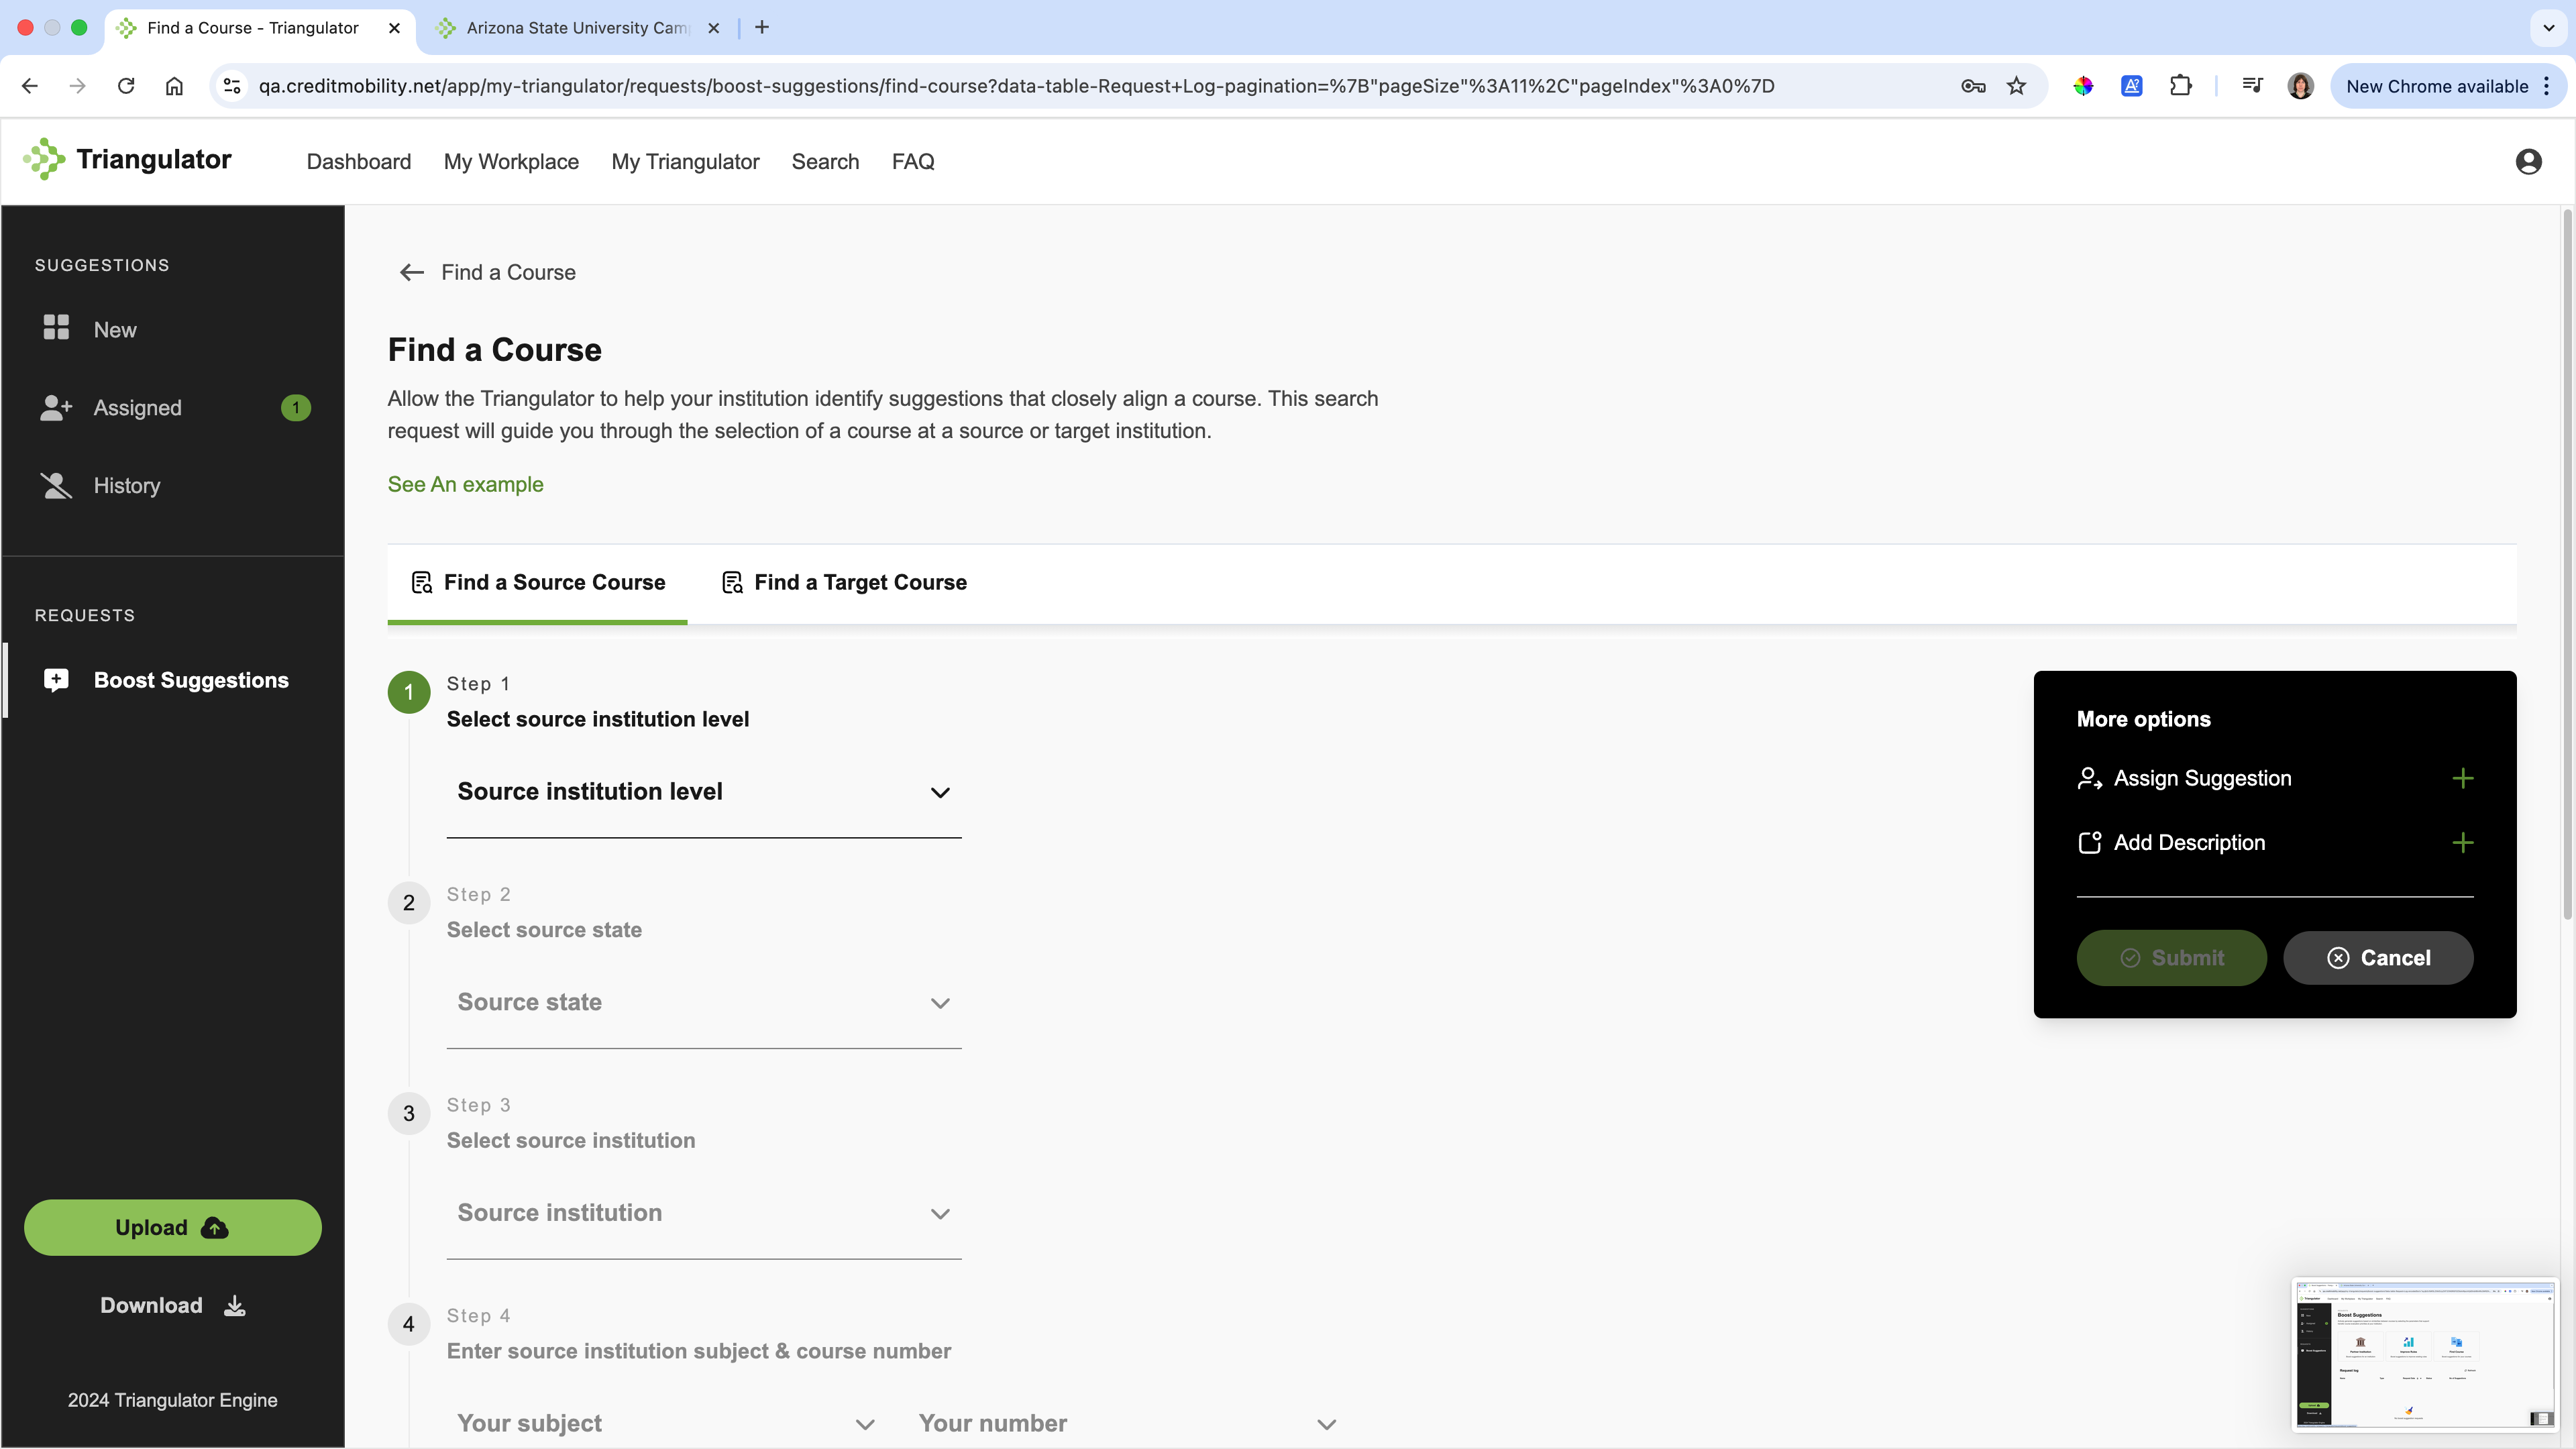 Find a Course - Triangulator
Arizona State University Cam
qa.creditmobility.net/app/my-triangulator/requests/boost-suggestions/find-course?data-table-Request+Log-pagination=%7B"pageSize"%3A11%2C"pageIndex"%3A0%7D
New Chrome available
Triangulator
Dashboard
My Workplace
My Triangulator
Search
FAQ
SUGGESTIONS
New
Assigned
1
History
REQUESTS
Boost Suggestions
Upload
Download
2024 Triangulator Engine
Find a Course
Find a Course
Allow the Triangulator to help your institution identify suggestions that closely align a course. This search
request will guide you through the selection of a course at a source or target institution.
See An example
Find a Source Course
Find a Target Course
1
Step 1
Select source institution level
Source institution level
2
Step 2
Select source state
Source state
3
Step 3
Select source institution
Source institution
4
Step 4
Enter source institution subject & course number
Your subject
Your number
More options
Assign Suggestion
Add Description
Submit
Cancel
Boost Suggestions